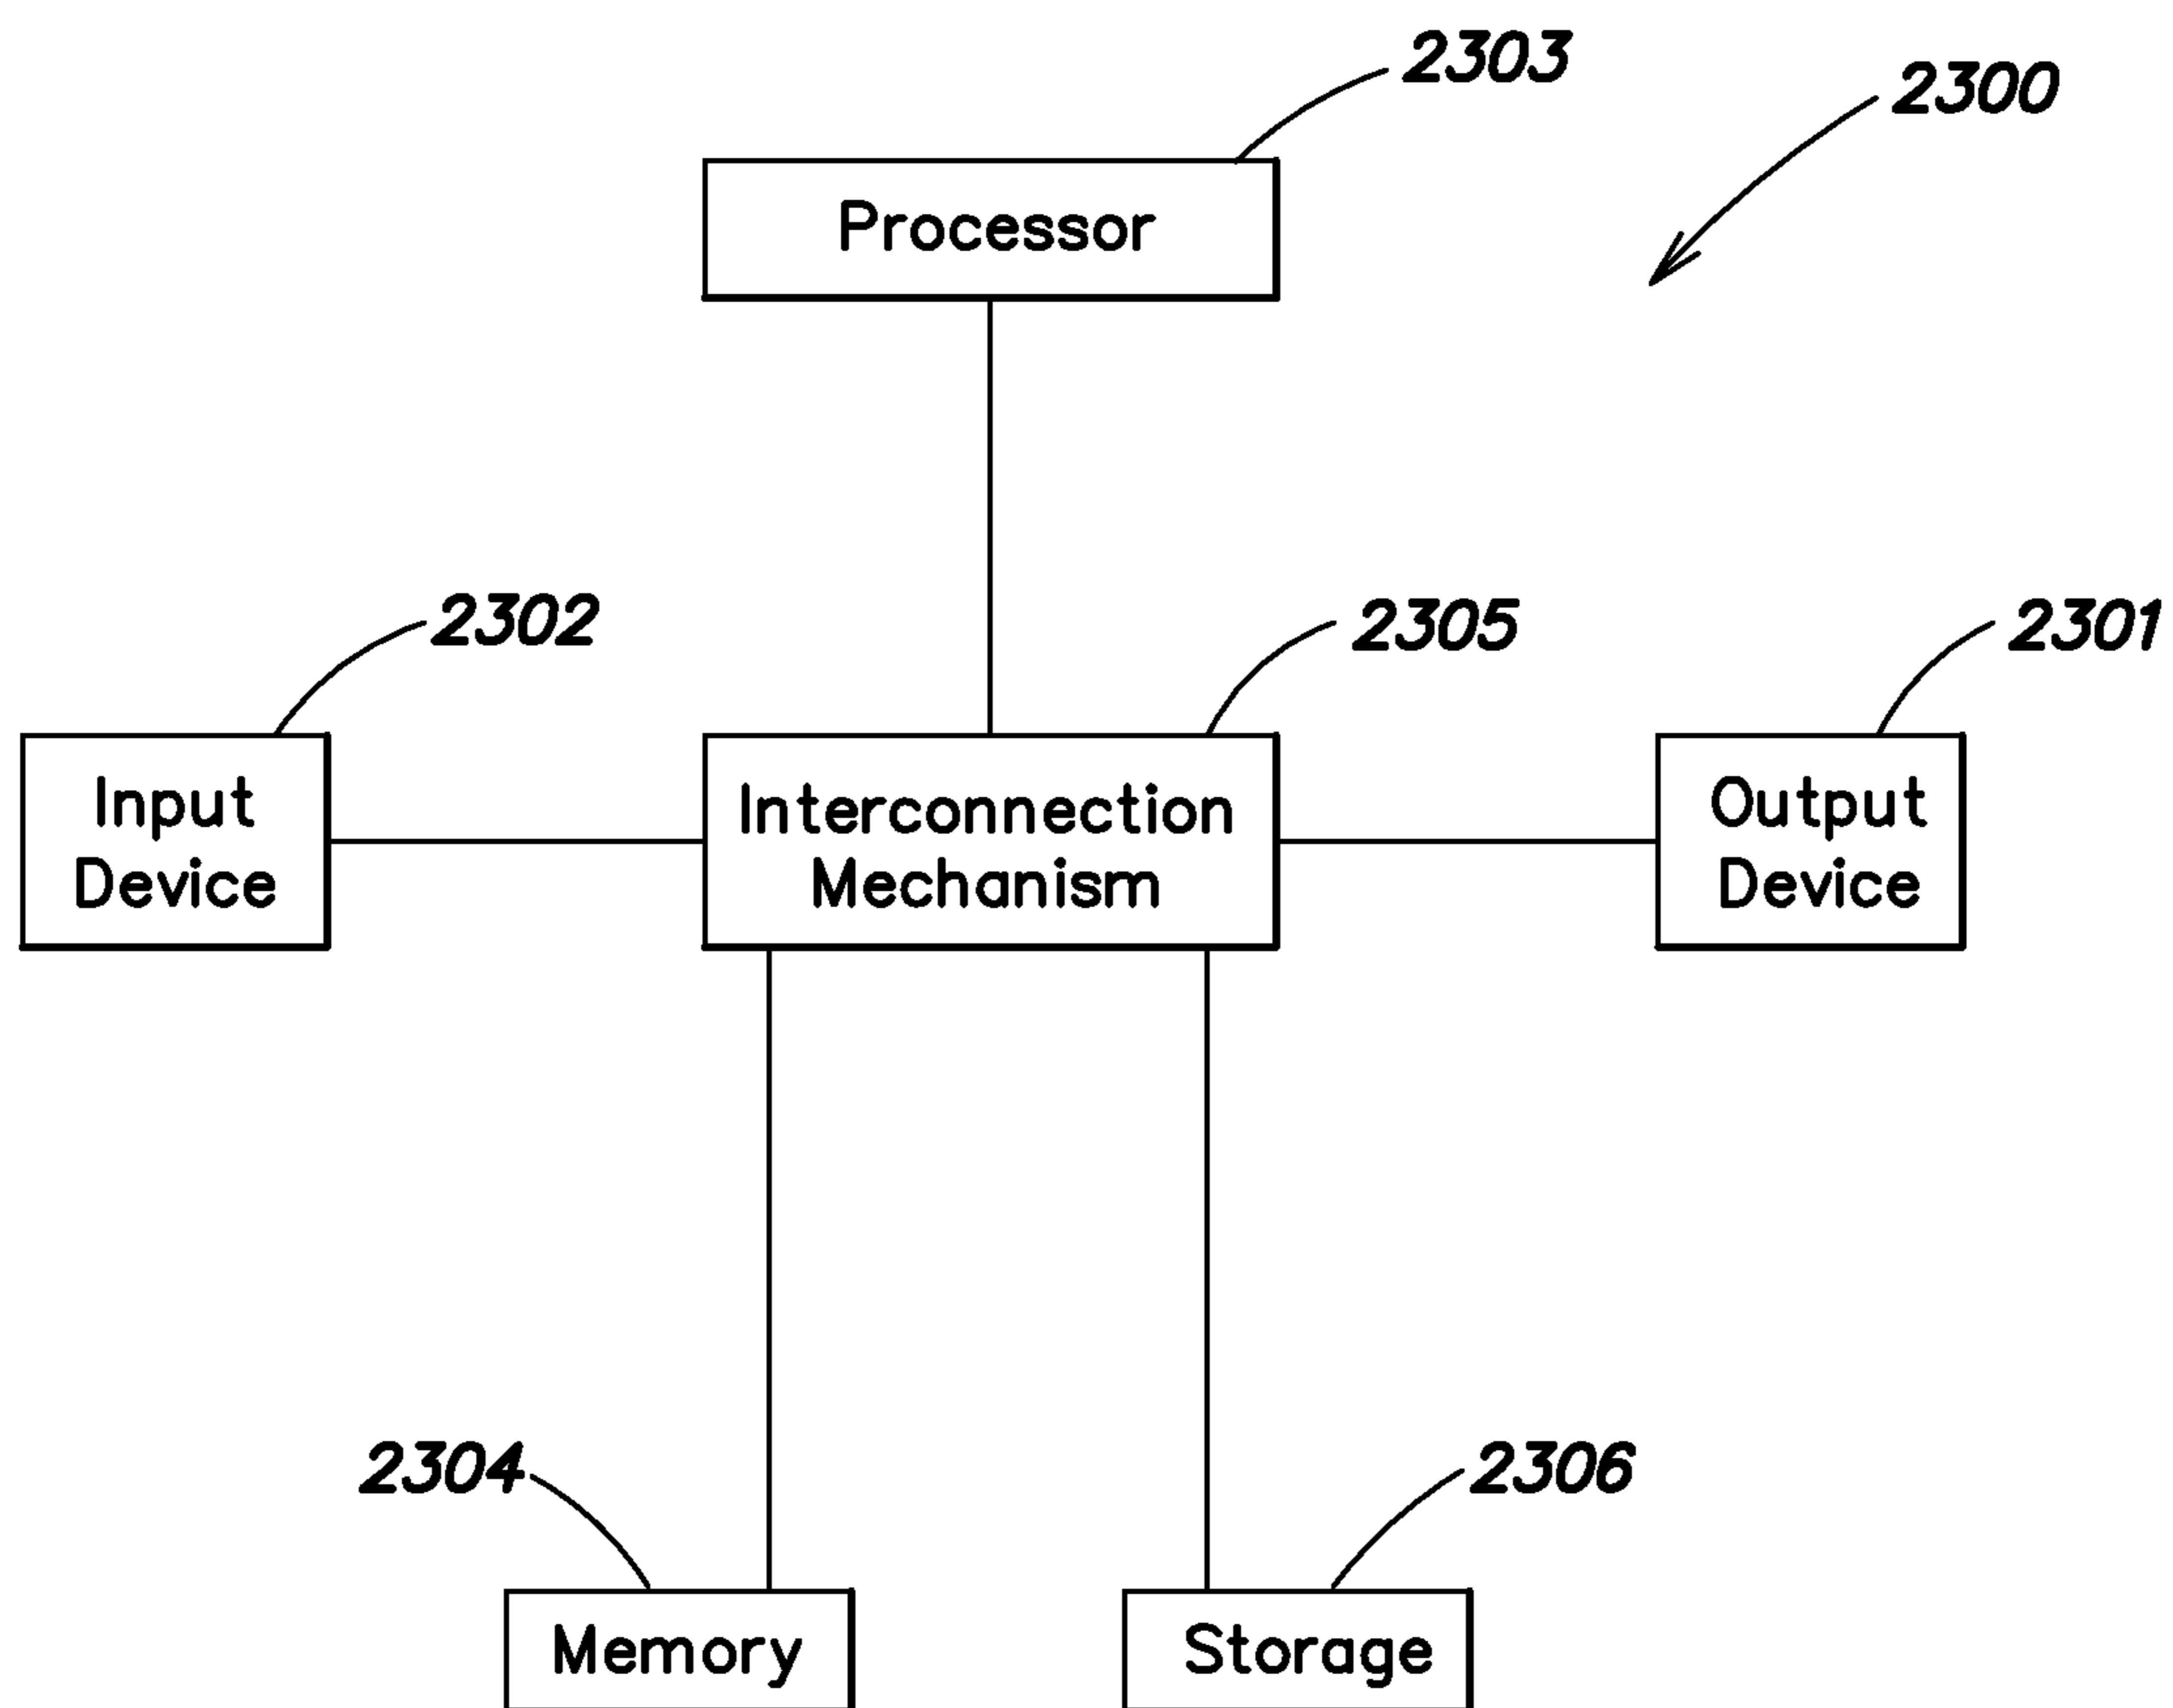 2303
2300
Processor
2302
2305
2301
Input
Device
Interconnection
Mechanism
Output
Device
2304
2306
Memory
Storage